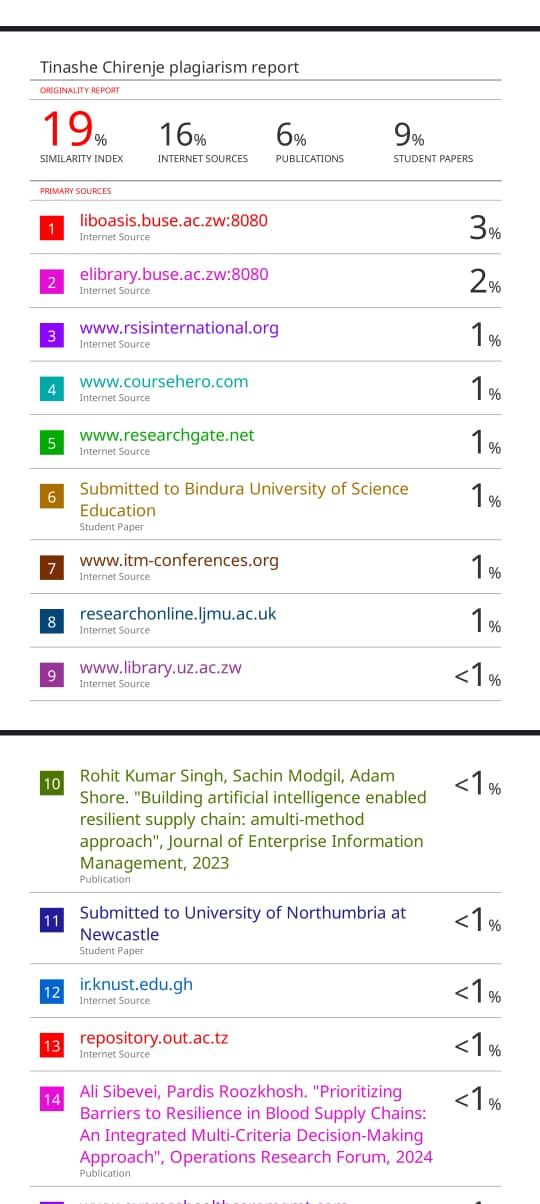 Tinashe Chirenje plagiarism report
ORIGINALITY REPORT
19%
16%
6%
9%
SIMILARITY INDEX
INTERNET SOURCES
PUBLICATIONS
STUDENT PAPERS
PRIMARY SOURCES
1 liboasis.buse.ac.zw:8080 3%
Internet Source
2 elibrary.buse.ac.zw:8080 2%
Internet Source
3 www.rsisinternational.org 1%
Internet Source
4 www.coursehero.com 1%
Internet Source
5 www.researchgate.net 1%
Internet Source
6 Submitted to Bindura University of Science 1%
Education
Student Paper
7 www.itm-conferences.org 1%
Internet Source
8 researchonline.ljmu.ac.uk 1%
Internet Source
9 www.library.uz.ac.zw <1%
Internet Source
10 Rohit Kumar Singh, Sachin Modgil, Adam <1%
Shore. "Building artificial intelligence enabled
resilient supply chain: amulti-method
approach", Journal of Enterprise Information
Management, 2023
Publication
11 Submitted to University of Northumbria at <1%
Newcastle
Student Paper
12 ir.knust.edu.gh <1%
Internet Source
13 repository.out.ac.tz <1%
Internet Source
14 Ali Sibevei, Pardis Roozkhosh. "Prioritizing <1%
Barriers to Resilience in Blood Supply Chains:
An Integrated Multi-Criteria Decision-Making
Approach", Operations Research Forum, 2024
Publication